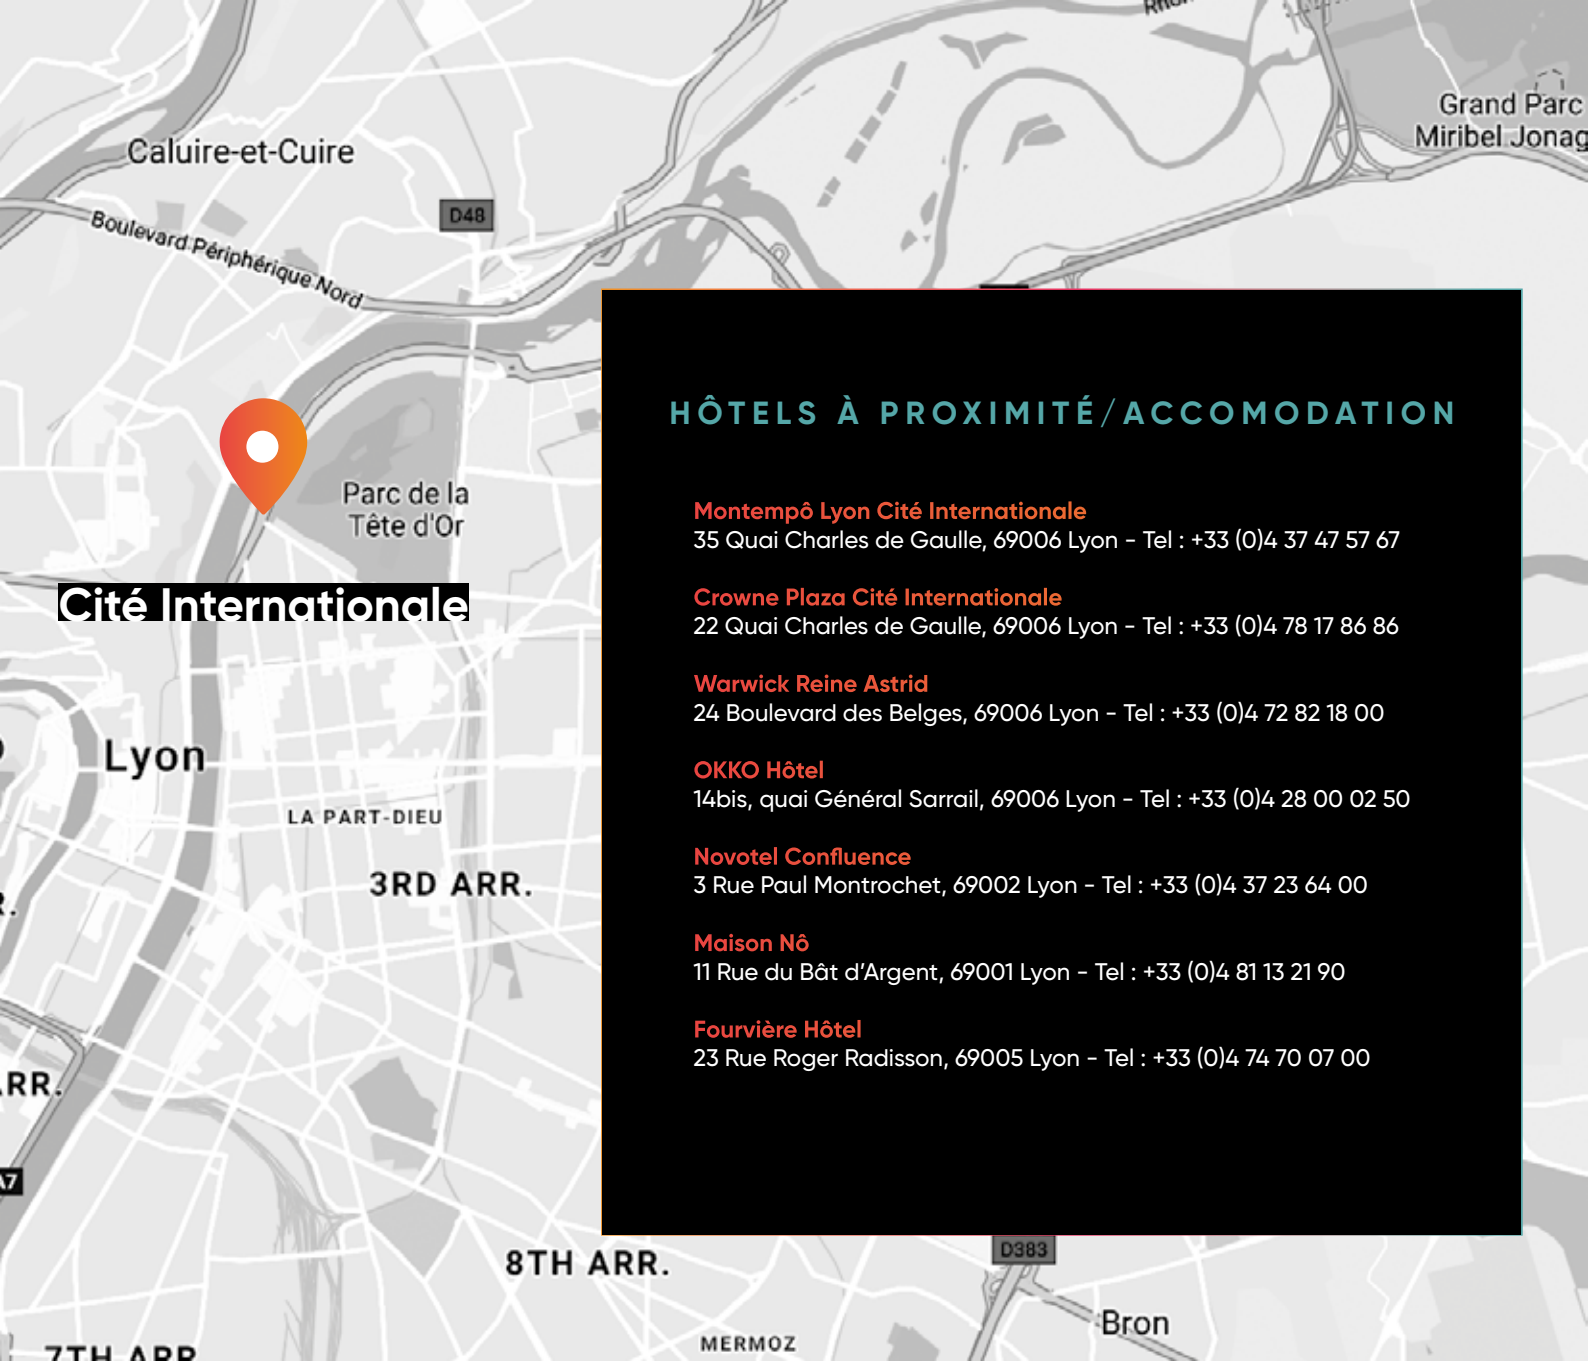 Grand Parc
Miribel Jonag
Caluire-et-Cuire
D48
Boulevard Périphérique Nord
Parc de la
Tête d'Or
Cité Internationale
Lyon
LA PART-DIEU
3RD ARR.
ARR.
A7
8TH ARR.
7TH ARR
D383
Bron
MERMOZ
HÔTELS À PROXIMITÉ/ACCOMODATION
Montempô Lyon Cité Internationale
35 Quai Charles de Gaulle, 69006 Lyon - Tel : +33 (0)4 37 47 57 67
Crowne Plaza Cité Internationale
22 Quai Charles de Gaulle, 69006 Lyon - Tel : +33 (0)4 78 17 86 86
Warwick Reine Astrid
24 Boulevard des Belges, 69006 Lyon - Tel : +33 (0)4 72 82 18 00
OKKO Hôtel
14bis, quai Général Sarrail, 69006 Lyon - Tel : +33 (0)4 28 00 02 50
Novotel Confluence
3 Rue Paul Montrochet, 69002 Lyon - Tel : +33 (0)4 37 23 64 00
Maison Nô
11 Rue du Bât d’Argent, 69001 Lyon - Tel : +33 (0)4 81 13 21 90
Fourvière Hôtel
23 Rue Roger Radisson, 69005 Lyon - Tel : +33 (0)4 74 70 07 00